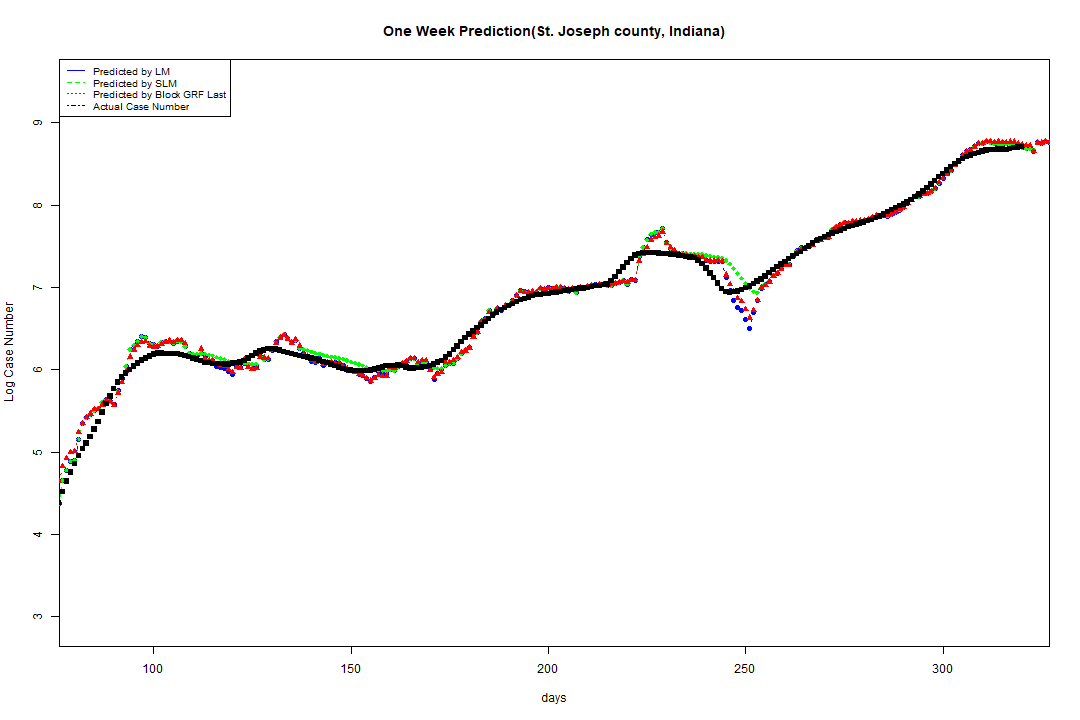 One Week Prediction(St. Joseph county, Indiana)
Predicted by LM
Predicted by SLM
Predicted by Block GRF Last
Actual Case Number
9
8
7
6
5
4
3
Log Case Number
100 150 200 250 300
days